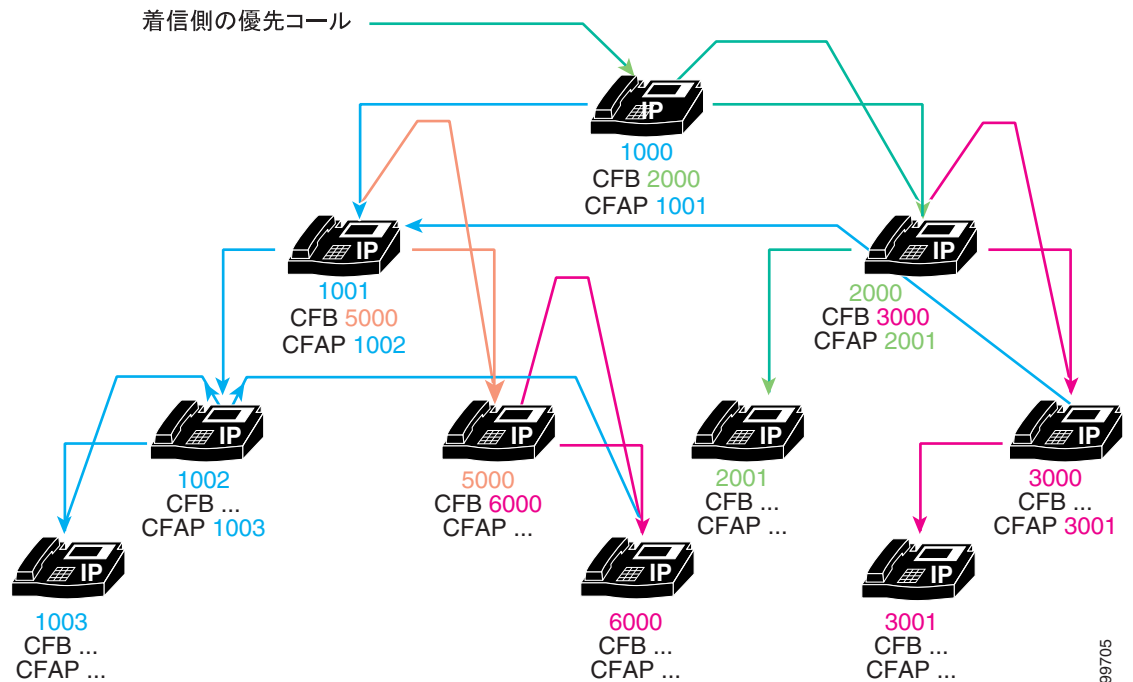 着信側の優先コール
IP
1000
CFB 2000
CFAP 1001
IP
1001
CFB 5000
CFAP 1002
IP
2000
CFB 3000
CFAP 2001
IP
1002
CFB ...
CFAP 1003
IP
5000
CFB 6000
CFAP ...
IP
2001
CFB ...
CFAP ...
IP
3000
CFB ...
CFAP 3001
IP
1003
CFB ...
CFAP ...
IP
6000
CFB ...
CFAP ...
IP
3001
CFB ...
CFAP ...
99705